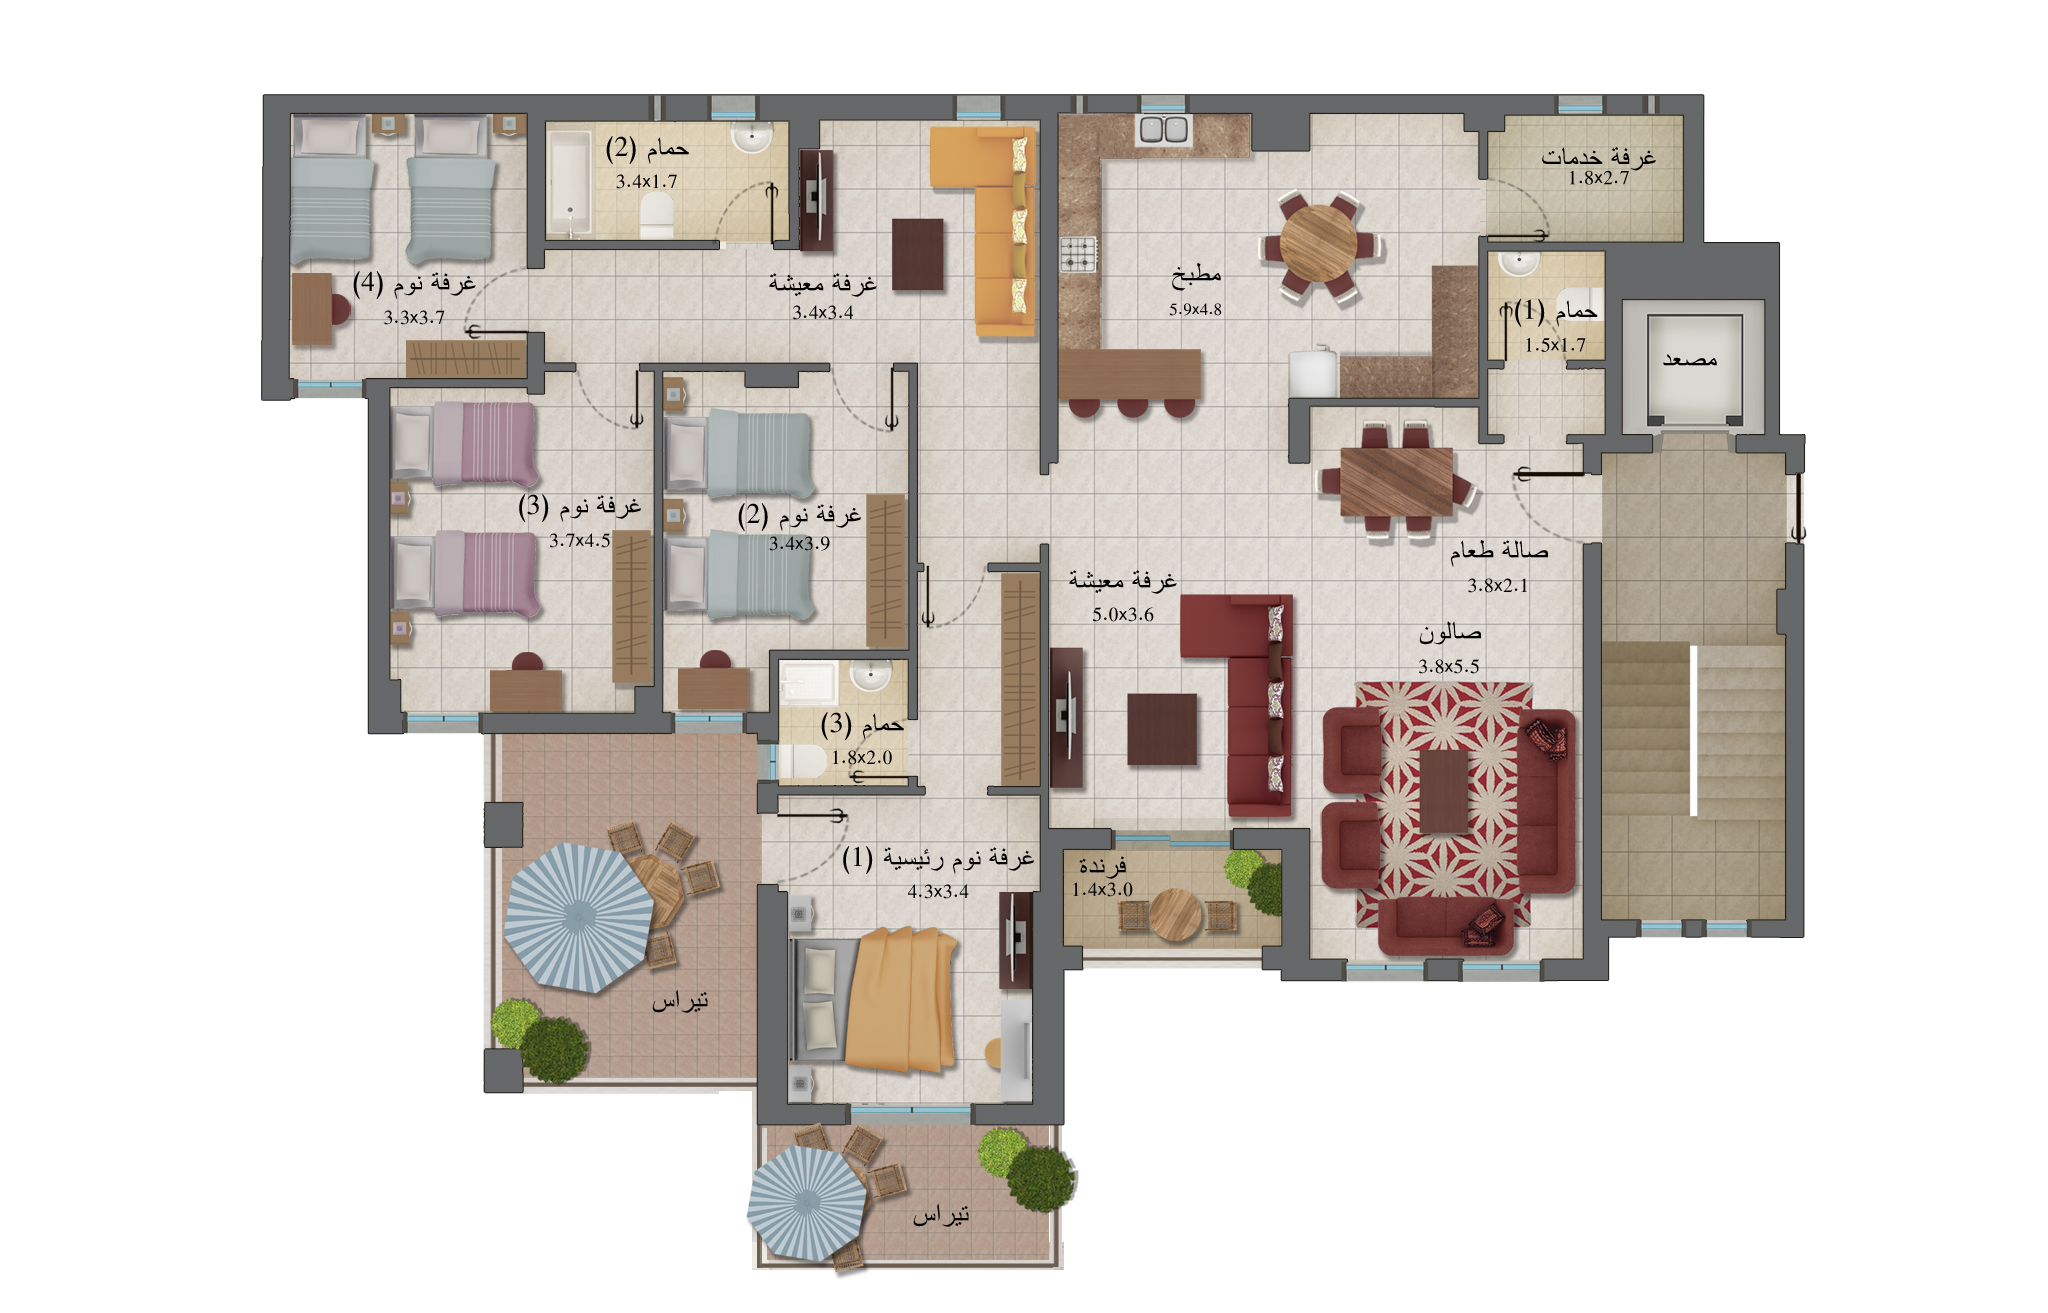 حمام (2)
3.4x1.7
غرفة خدمات
1.8x2.7
غرفة نوم (4)
3.3x3.7
غرفة معيشة
3.4x3.4
مطبخ
5.9x4.8
حمام (1)
1.5x1.7
مصعد
غرفة نوم (3)
3.7x4.5
غرفة نوم (2)
3.4x3.9
صالة طعام
3.8x2.1
غرفة معيشة
5.0x3.6
صالون
3.8x5.5
حمام (3)
1.8x2.0
غرفة نوم رئيسية (1)
4.3x3.4
فرندة
1.4x3.0
تيراس
تيراس